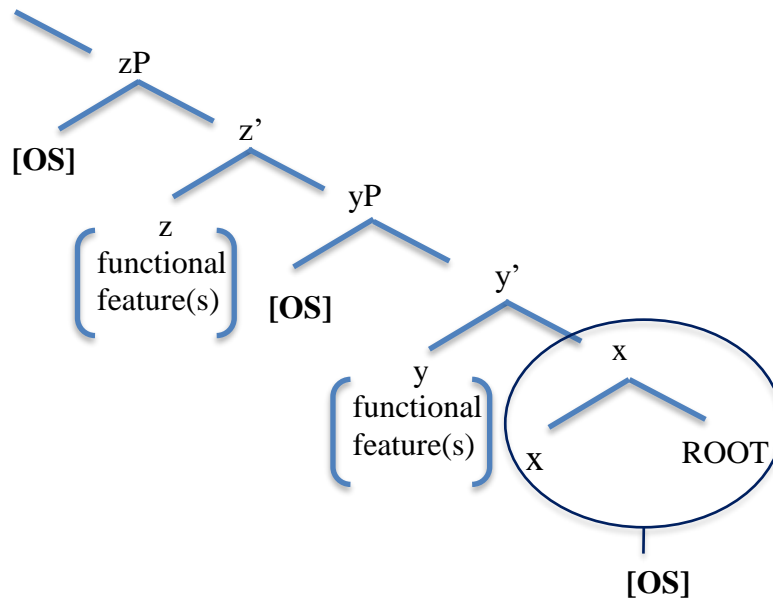 zP
[OS]
z’
z
functional
feature(s)
yP
[OS]
y’
y
functional
feature(s)
x
x
ROOT
[OS]